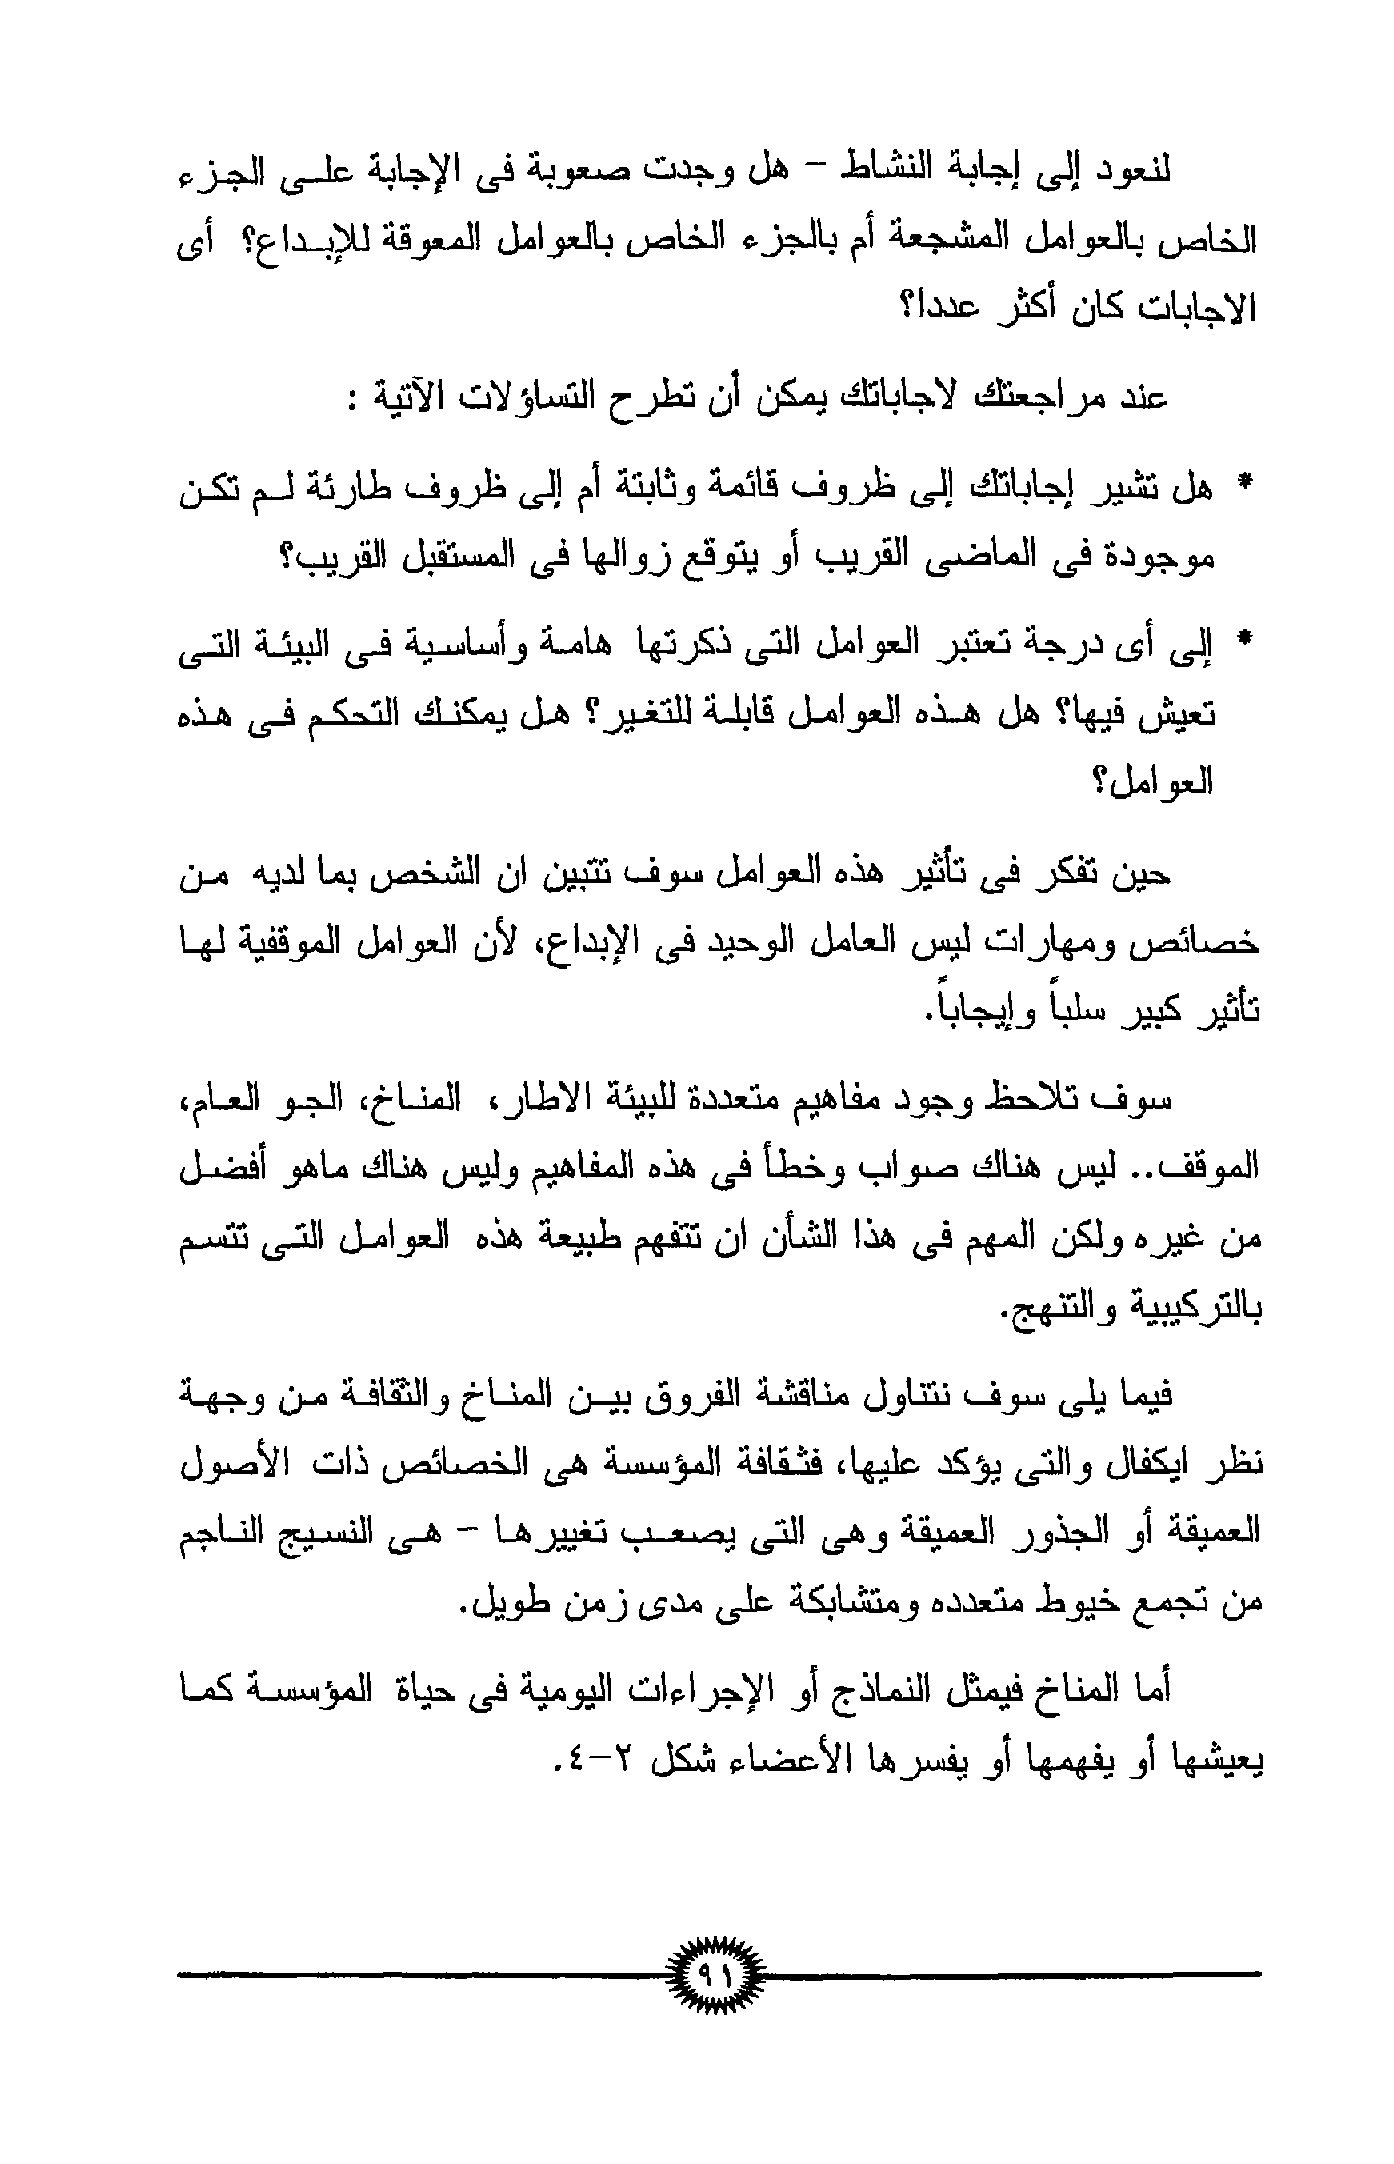 لنعود إلى إجابة النشاط – هل وجدت صعوبة فى الإجابة على الجزء
الخاص بالعوامل المشجعة أم بالجزء الخاص بالعوامل المعوقة للإبداع؟ أى
الاجابات كان أكثر عددا؟
عند مراجعتك لاجاباتك يمكن أن تطرح التساؤلات الآتية :
* هل تشير إجاباتك إلى ظروف قائمة وثابتة أم إلى ظروف طارئة لم تكن
موجودة فى الماضى القريب أو يتوقع زوالها فى المستقبل القريب؟
* إلى أى درجة تعتبر العوامل التى ذكرتها هامة وأساسية فى البيئة التى
تعيش فيها؟ هل هذه العوامل قابلة للتغير؟ هل يمكنك التحكم فى هذه
العوامل؟
حين تفكر فى تأثير هذه العوامل سوف تتبين ان الشخص بما لديه من
خصائص ومهارات ليس العامل الوحيد فى الإبداع، لأن العوامل الموقفية لها
تأثير كبير سلباً وإيجاباً.
سوف تلاحظ وجود مفاهيم متعددة للبيئة الاطار، المناخ، الجو العام،
الموقف.. ليس هناك صواب وخطأ فى هذه المفاهيم وليس هناك ماهو أفضل
من غيره ولكن المهم فى هذا الشأن ان تتفهم طبيعة هذه العوامل التى تتسم
بالتركيبية والتنهج.
فيما يلى سوف نتناول مناقشة الفروق بين المناخ والثقافة من وجهة
نظر ايكفال والتى يؤكد عليها، فثقافة المؤسسة هى الخصائص ذات الأصول
العميقة أو الجذور العميقة وهى التى يصعب تغييرها – هى النسيج الناجم
من تجمع خيوط متعدده ومتشابكة على مدى زمن طويل.
أما المناخ فيمثل النماذج أو الإجراءات اليومية فى حياة المؤسسة كما
يعيشها أو يفهمها أو يفسرها الأعضاء شكل ٢-٤.
٩١